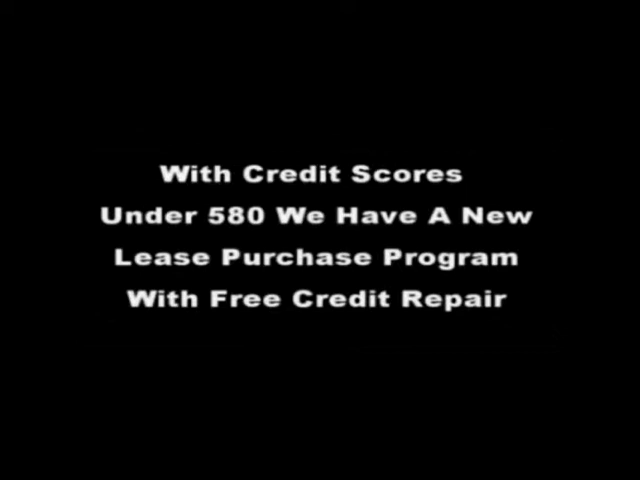 With Credit Scores
Under 580 We Have A New
Lease Purchase Program
With Free Credit Repair